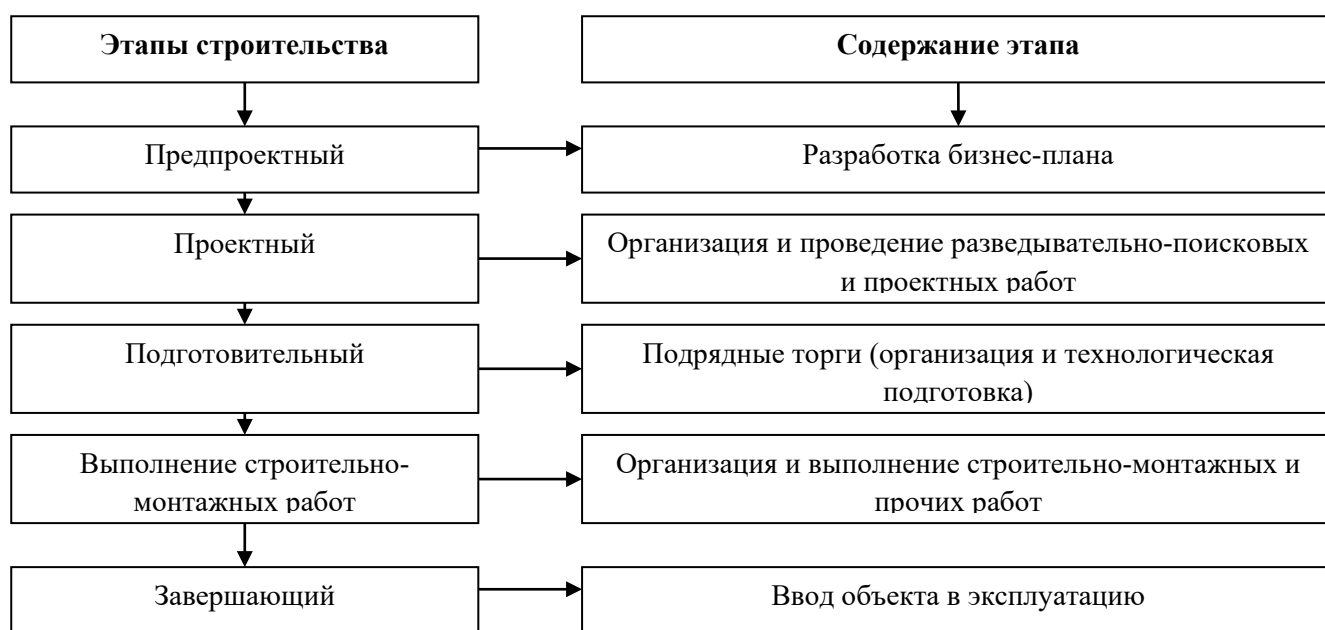 Этапы строительства
Содержание этапа
Предпроектный
Разработка бизнес-плана
Проектный
Организация и проведение разведывательно-поисковых
и проектных работ
Подготовительный
Подрядные торги (организация и технологическая
подготовка)
Выполнение строительно-
монтажных работ
Организация и выполнение строительно-монтажных и
прочих работ
Завершающий
Ввод объекта в эксплуатацию